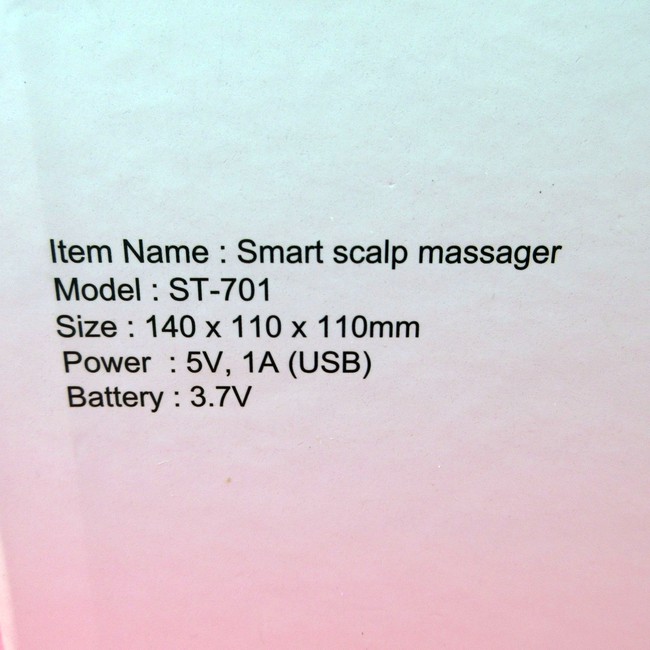 Item Name : Smart scalp massager
Model : ST-701
Size : 140 x 110 x 110mm
Power  : 5V, 1A (USB)
Battery : 3.7V